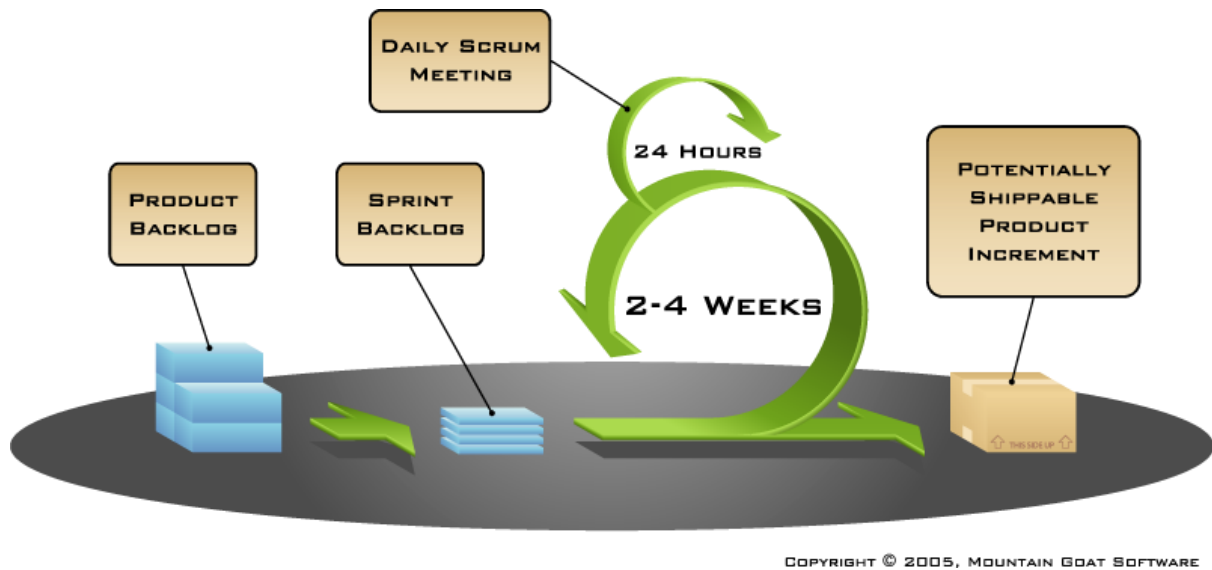 DAILY SCRUM
MEETING
24 HOURS
PRODUCT
BACKLOG
SPRINT
BACKLOG
2-4 WEEKS
POTENTIALLY
SHIPPABLE
PRODUCT
INCREMENT
THIS SIDE UP
COPYRIGHT © 2005, MOUNTAIN GOAT SOFTWARE